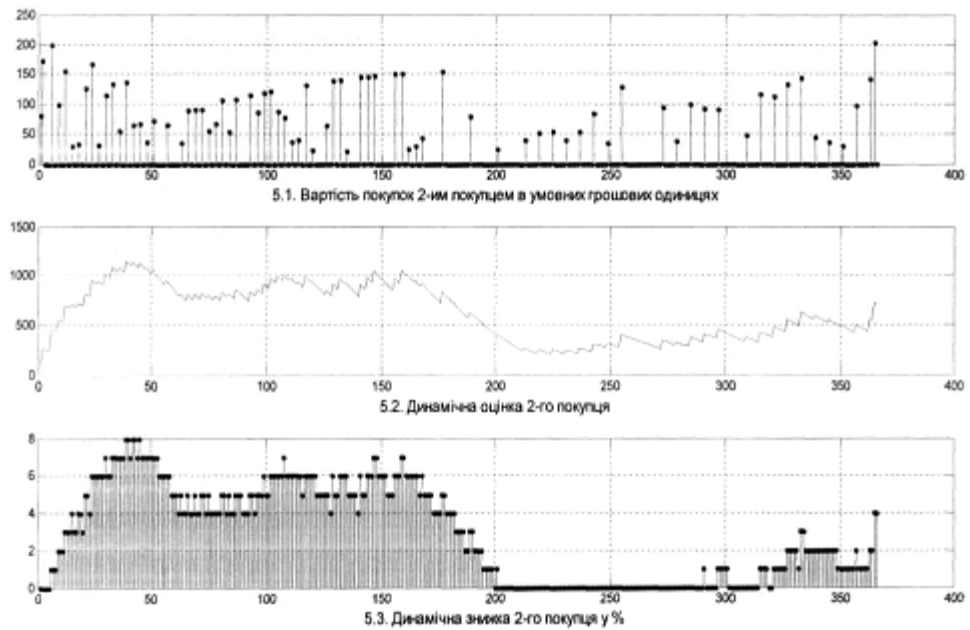 250
200
150
100
50
0
0 50 100 150 200 250 300 350 400
5.1. Вартість покупок 2-им покупцем в умовних грошових одиницях
1500
1000
500
0
0 50 100 150 200 250 300 350 400
5.2. Динамічна оцінка 2-го покупця
8
6
4
2
0
0 50 100 150 200 250 300 350 400
5.3. Динамічна знижка 2-го покупця у %